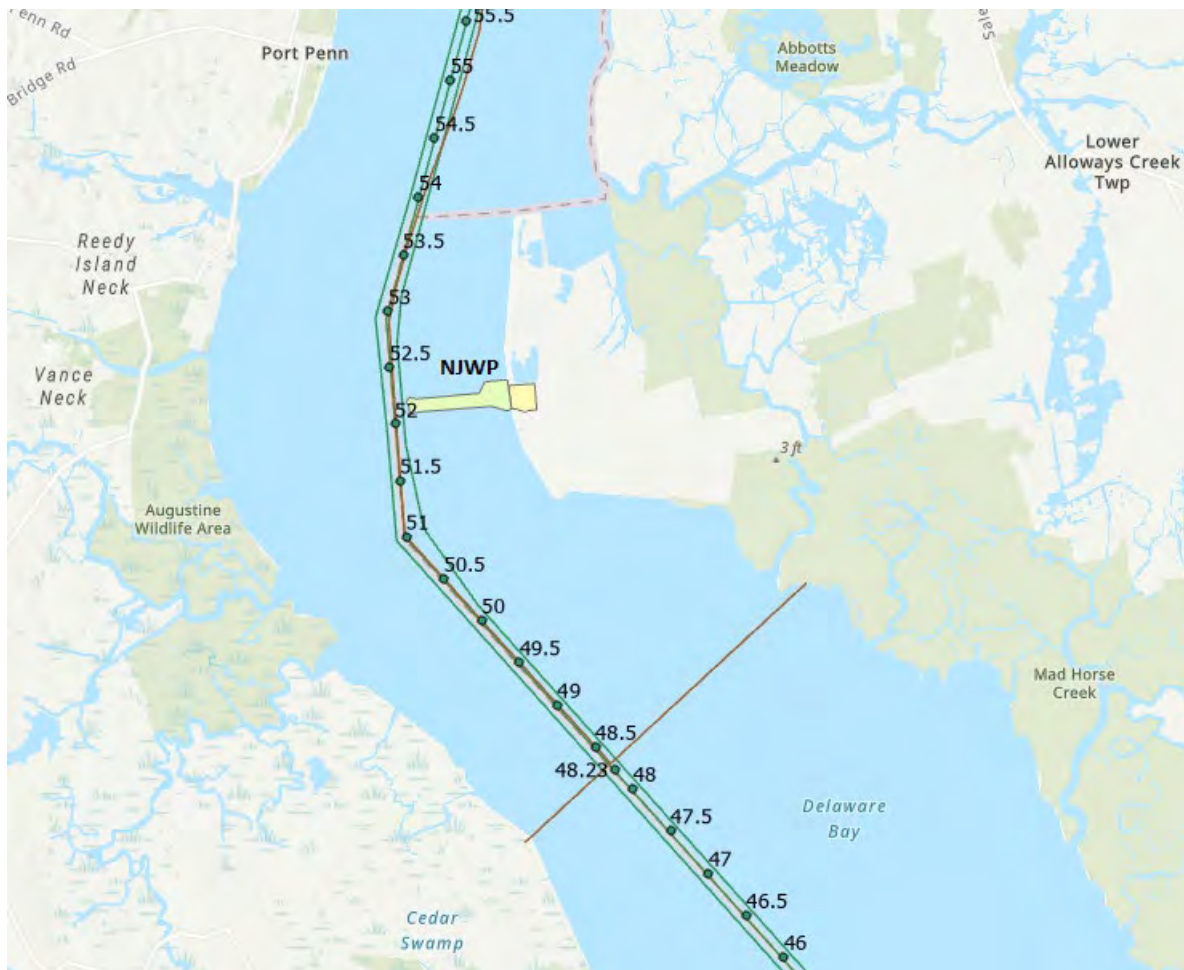 55.5
enn Rd
Port Penn
Bridge Rd
55
54.5
54
53.5
53
52.5
52
51.5
51
50.5
50
49.5
49
48.5
48.23
48
47.5
47
46.5
46
NJWP
Abbotts
Meadow
Sale
Lower
Alloways Creek
Twp
Reedy
Island
Neck
Vance
Neck
3 ft
Augustine
Wildlife Area
Mad Horse
Creek
Delaware
Bay
Cedar
Swamp